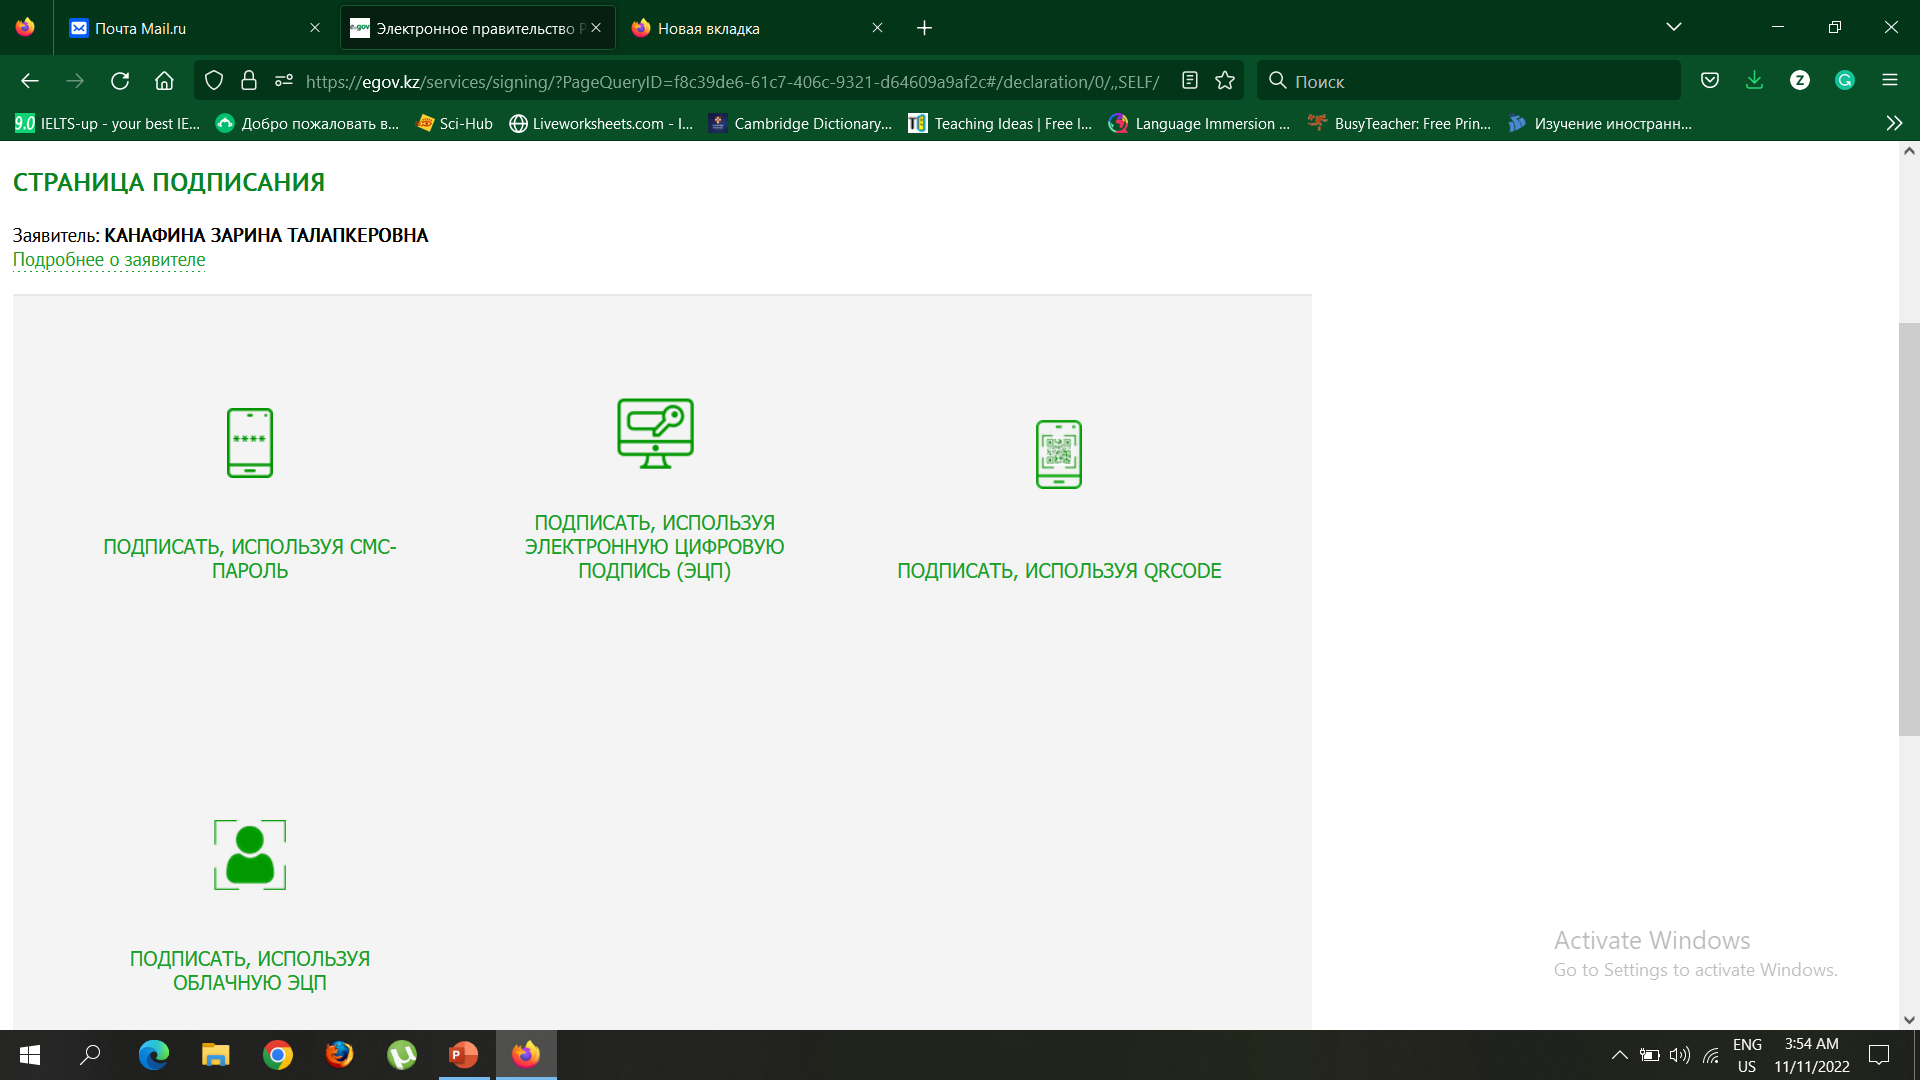 Почта Mail.ru
Электронное правительство Р
Новая вкладка
https://egov.kz/services/signing/?PageQueryID=f8c39de6-61c7-406c-9321-d64609a9af2c#/declaration/0/,,SELF/
Поиск
9.0 IELTS-up - your best IE...
Добро пожаловать в...
Sci-Hub
Liveworksheets.com - I...
Cambridge Dictionary...
Teaching Ideas | Free I...
Language Immersion ...
BusyTeacher: Free Prin...
Изучение иностранн...
СТРАНИЦА ПОДПИСАНИЯ
Заявитель: КАНАФИНА ЗАРИНА ТАЛАПКЕРОВНА
Подробнее о заявителе
ПОДПИСАТЬ, ИСПОЛЬЗУЯ СМС-
ПАРОЛЬ
ПОДПИСАТЬ, ИСПОЛЬЗУЯ
ЭЛЕКТРОННУЮ ЦИФРОВУЮ
ПОДПИСЬ (ЭЦП)
ПОДПИСАТЬ, ИСПОЛЬЗУЯ QRCODE
ПОДПИСАТЬ, ИСПОЛЬЗУЯ
ОБЛАЧНУЮ ЭЦП
Activate Windows
Go to Settings to activate Windows.
ENG
US
3:54 AM
11/11/2022